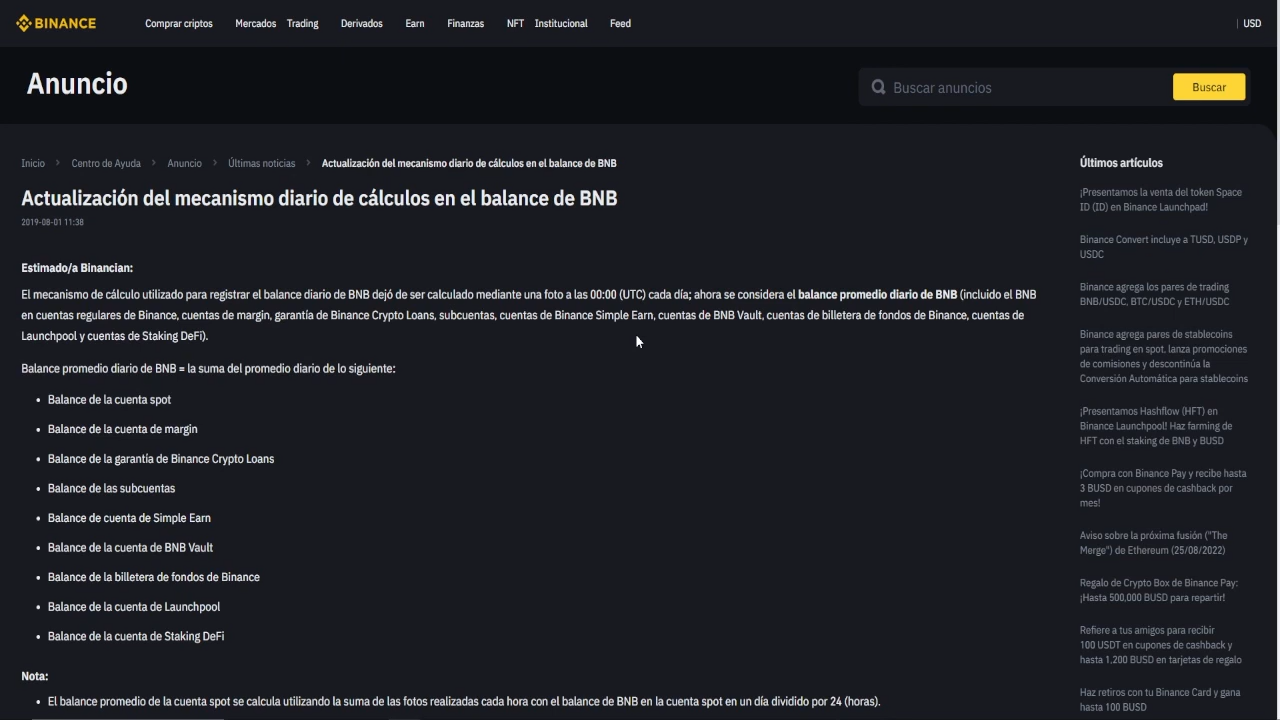 BINANCE
Comprar criptos
Mercados
Trading
Derivados
Earn
Finanzas
NFT
Institucional
Feed
USD
Anuncio
Buscar anuncios
Buscar
Inicio > Centro de Ayuda > Anuncio > Últimas noticias > Actualización del mecanismo diario de cálculos en el balance de BNB
Actualización del mecanismo diario de cálculos en el balance de BNB
2019-08-01 11:38
Estimado/a Binancian:
El mecanismo de cálculo utilizado para registrar el balance diario de BNB dejó de ser calculado mediante una foto a las 00:00 (UTC) cada día; ahora se considera el balance promedio diario de BNB (incluido el BNB
en cuentas regulares de Binance, cuentas de margin, garantía de Binance Crypto Loans, subcuentas, cuentas de Binance Simple Earn, cuentas de BNB Vault, cuentas de billetera de fondos de Binance, cuentas de
Launchpool y cuentas de Staking DeFi).
Balance promedio diario de BNB = la suma del promedio diario de lo siguiente:
• Balance de la cuenta spot
• Balance de la cuenta de margin
• Balance de la garantía de Binance Crypto Loans
• Balance de las subcuentas
• Balance de cuenta de Simple Earn
• Balance de la cuenta de BNB Vault
• Balance de la billetera de fondos de Binance
• Balance de la cuenta de Launchpool
• Balance de la cuenta de Staking DeFi
Nota:
• El balance promedio de la cuenta spot se calcula utilizando la suma de las fotos realizadas cada hora con el balance de BNB en la cuenta spot en un día dividido por 24 (horas).
Últimos artículos
¡Presentamos la venta del token Space
ID (ID) en Binance Launchpad!
Binance Convert incluye a TUSD, USDP y
USDC
Binance agrega los pares de trading
BNB/USDC, BTC/USDC y ETH/USDC
Binance agrega pares de stablecoins
para trading en spot, lanza promociones
de comisiones y descontinúa la
Conversión Automática para stablecoins
¡Presentamos Hashflow (HFT) en
Binance Launchpool! Haz farming de
HFT con el staking de BNB y BUSD
¡Compra con Binance Pay y recibe hasta
3 BUSD en cupones de cashback por
mes!
Aviso sobre la próxima fusión ("The
Merge") de Ethereum (25/08/2022)
Regalo de Crypto Box de Binance Pay:
¡Hasta 500,000 BUSD para repartir!
Refiere a tus amigos para recibir
100 USDT en cupones de cashback y
hasta 1,200 BUSD en tarjetas de regalo
Haz retiros con tu Binance Card y gana
hasta 100 BUSD